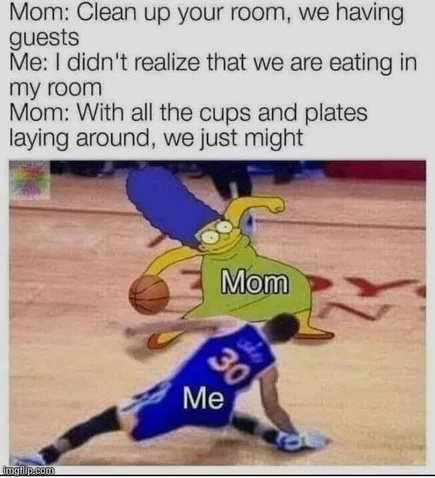 Mom: Clean up your room, we having
guests
Me: I didn't realize that we are eating in
my room
Mom: With all the cups and plates
laying around, we just might
Mom
30
Me
imgflip.com